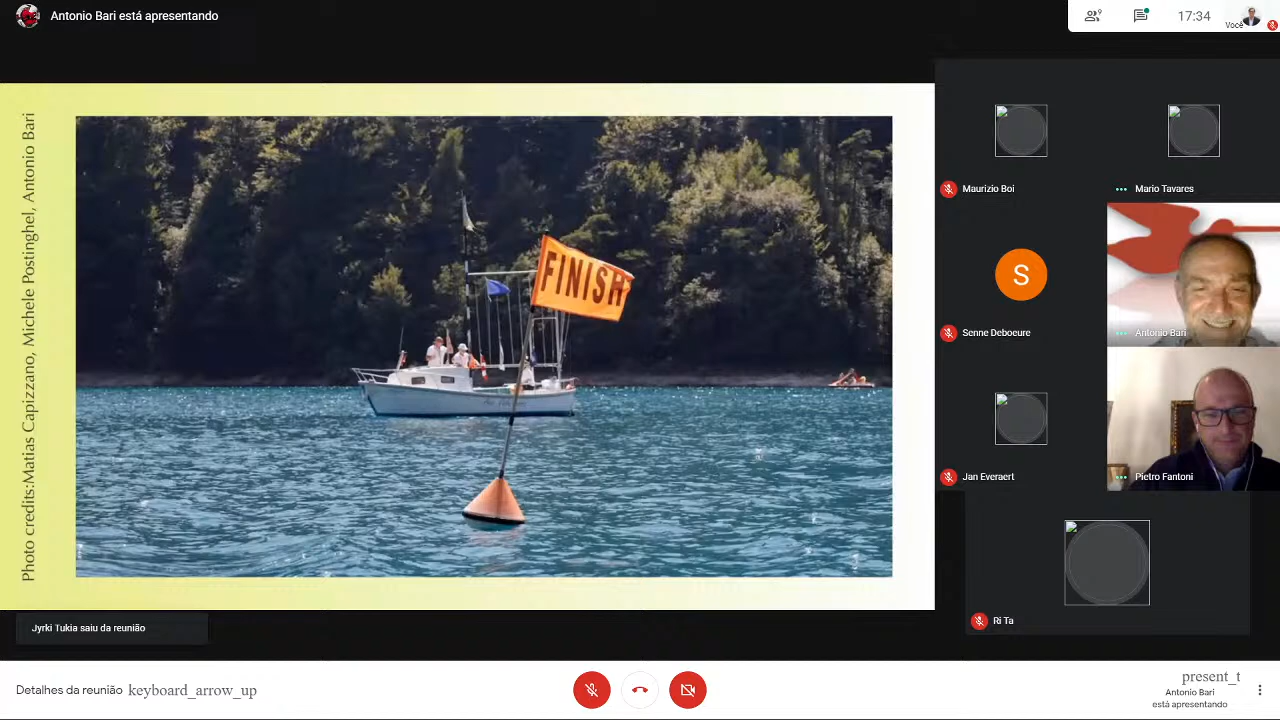 Antonio Bari está apresentando
9
17:34
Você
Photo credits:Matias Capizzano, Michele Postinghel, Antonio Bari
FINISH
Maurizio Boi
Mario Tavares
S
Senne Deboeure
Antonio Bari
Jan Everaert
Pietro Fantoni
Ri Ta
Jyrki Tukia saiu da reunião
Detalhes da reunião keyboard_arrow_up
present_t
Antonio Bari
está apresentando